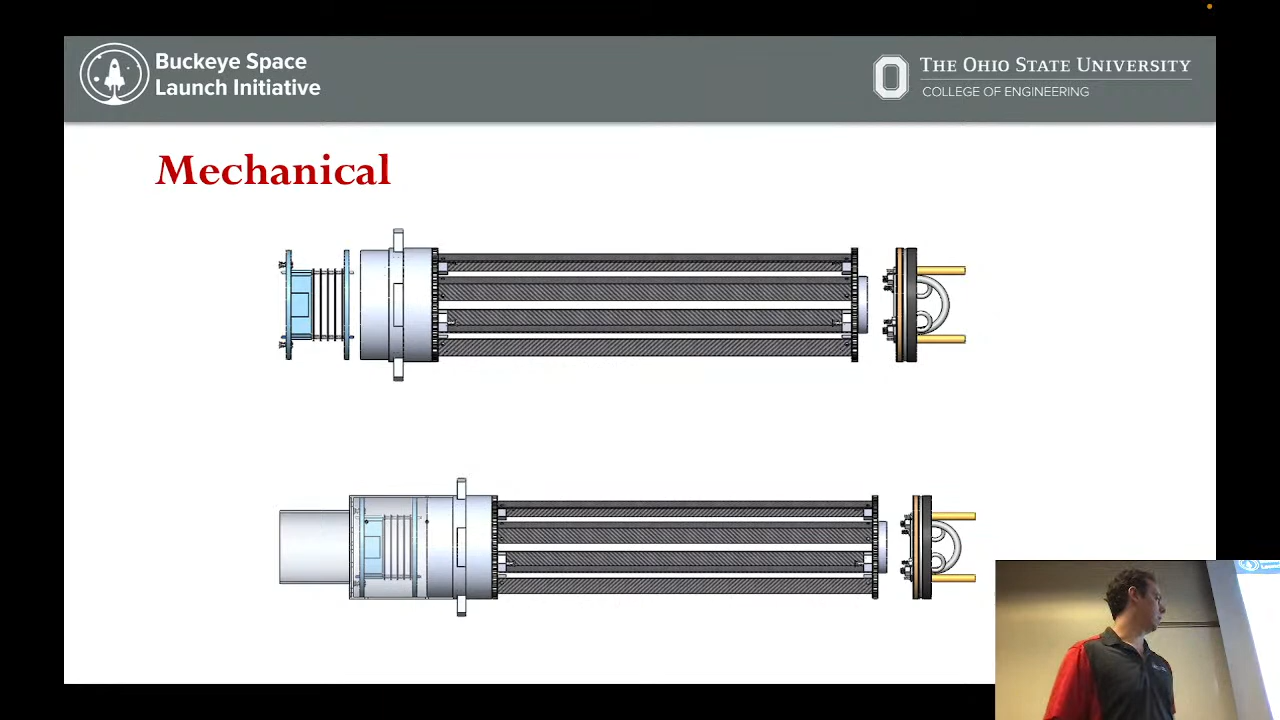 Buckeye Space
Launch Initiative
THE OHIO STATE UNIVERSITY
COLLEGE OF ENGINEERING
Mechanical